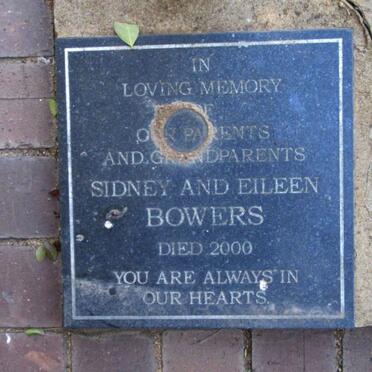 IN
LOVING MEMORY
OF
OUR PARENTS
AND GRANDPARENTS
SIDNEY AND EILEEN
BOWERS
DIED 2000
YOU ARE ALWAYS IN
OUR HEARTS.